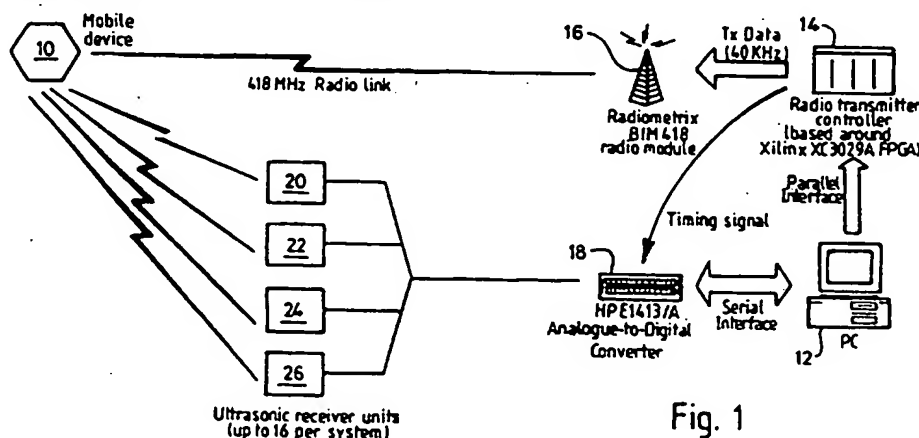 Mobile
device
10
418 MHz Radio link
16
Radiometrix
BIM 418
radio module
Tx Data
(40 KHz)
14
Radio transmitter
controller
(based around
Xilinx XC3029A FPGA)
Parallel
Interface
Timing signal
20
22
24
26
Ultrasonic receiver units
(up to 16 per system)
18
HP E1413/A
Analogue-to-Digital
Converter
Serial
Interface
12
PC
Fig. 1